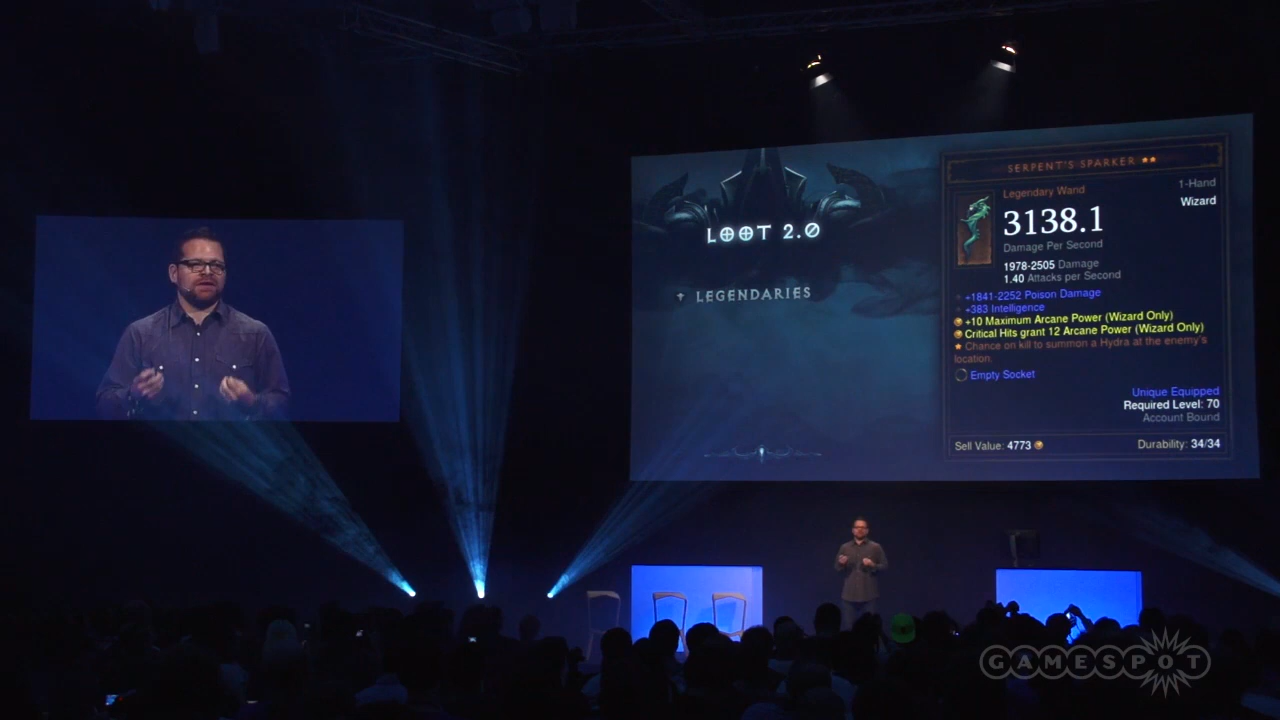 LOOT 2.0
LEGENDARIES
SERPENT'S SPARKER
Legendary Wand
1-Hand
3138.1
Wizard
Damage Per Second
1978-2505 Damage
1.40 Attacks per Second
+1841-2252 Poison Damage
+383 Intelligence
+10 Maximum Arcane Power (Wizard Only)
Critical Hits grant 12 Arcane Power (Wizard Only)
Chance on kill to summon a Hydra at the enemy's
location.
Empty Socket
Unique Equipped
Required Level: 70
Account Bound
Sell Value: 4773
Durability: 34/34
GAMESPOT